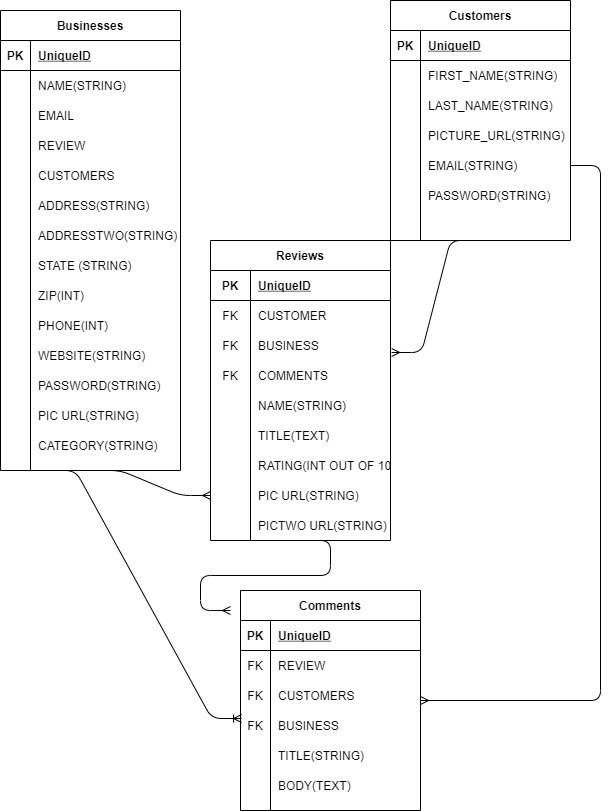 Businesses
PK UniqueID
NAME(STRING)
EMAIL
REVIEW
CUSTOMERS
ADDRESS(STRING)
ADDRESSTWO(STRING)
STATE (STRING)
ZIP(INT)
PHONE(INT)
WEBSITE(STRING)
PASSWORD(STRING)
PIC URL(STRING)
CATEGORY(STRING)
Customers
PK UniqueID
FIRST_NAME(STRING)
LAST_NAME(STRING)
PICTURE_URL(STRING)
EMAIL(STRING)
PASSWORD(STRING)
Reviews
PK UniqueID
FK CUSTOMER
FK BUSINESS
FK COMMENTS
NAME(STRING)
TITLE(TEXT)
RATING(INT OUT OF 10
PIC URL(STRING)
PICTWO URL(STRING)
Comments
PK UniqueID
FK REVIEW
FK CUSTOMERS
FK BUSINESS
TITLE(STRING)
BODY(TEXT)